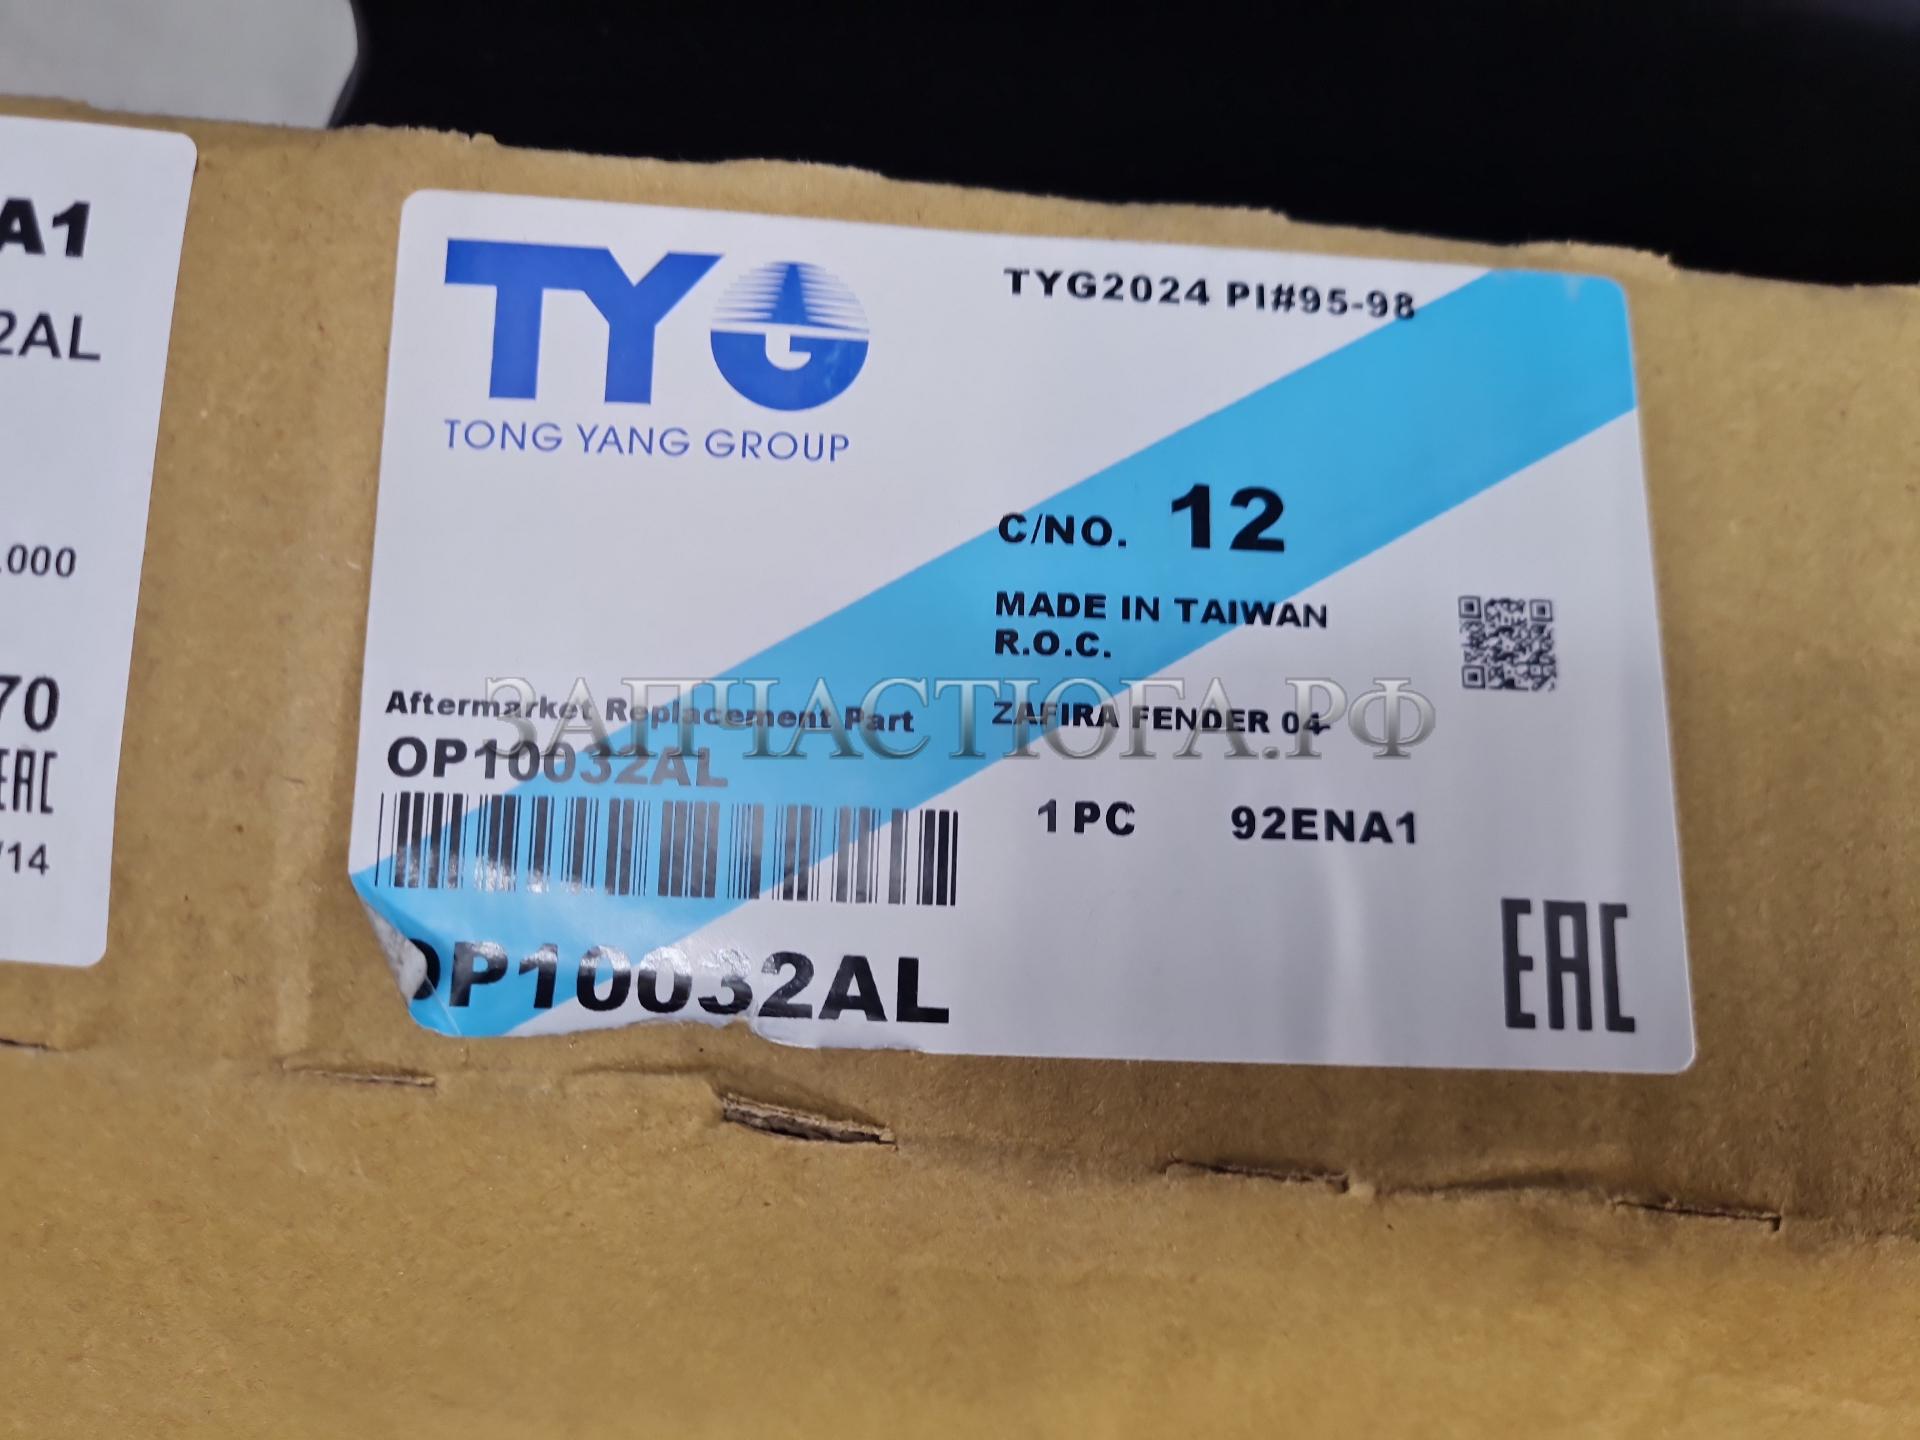 A1
2AL
.000
70
EAC
/14
TYG
TONG YANG GROUP
TYG2024 PI#95-98
C/NO. 12
MADE IN TAIWAN
R.O.C.
Aftermarket Replacement Part
ZAFIRA FENDER 04-
ЗАПЧАСТЮГА.РФ
OP10032AL
1 PC 92ENA1
OP10032AL
EAC